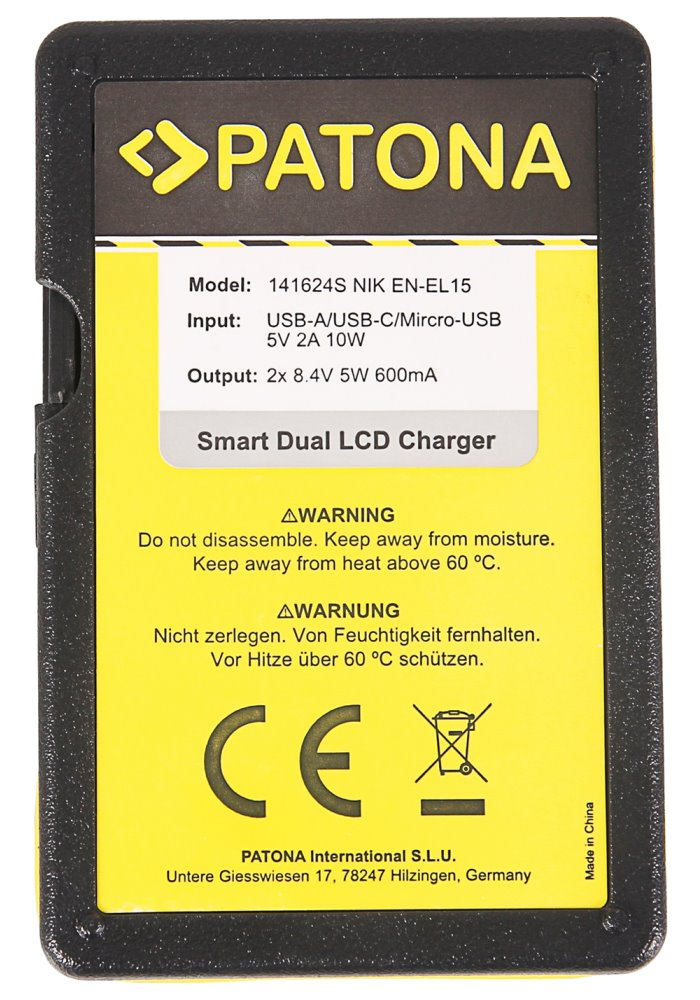 PATONA
Model: 141624S NIK EN-EL15
Input: USB-A/USB-C/Mircro-USB
5V 2A 10W
Output: 2x 8.4V 5W 600mA
Smart Dual LCD Charger
⚠WARNING
Do not disassemble. Keep away from moisture.
Keep away from heat above 60 ºC.
⚠WARNUNG
Nicht zerlegen. Von Feuchtigkeit fernhalten.
Vor Hitze über 60 ºC schützen.
CE
PATONA International S.L.U.
Untere Giesswiesen 17, 78247 Hilzingen, Germany
Made in China